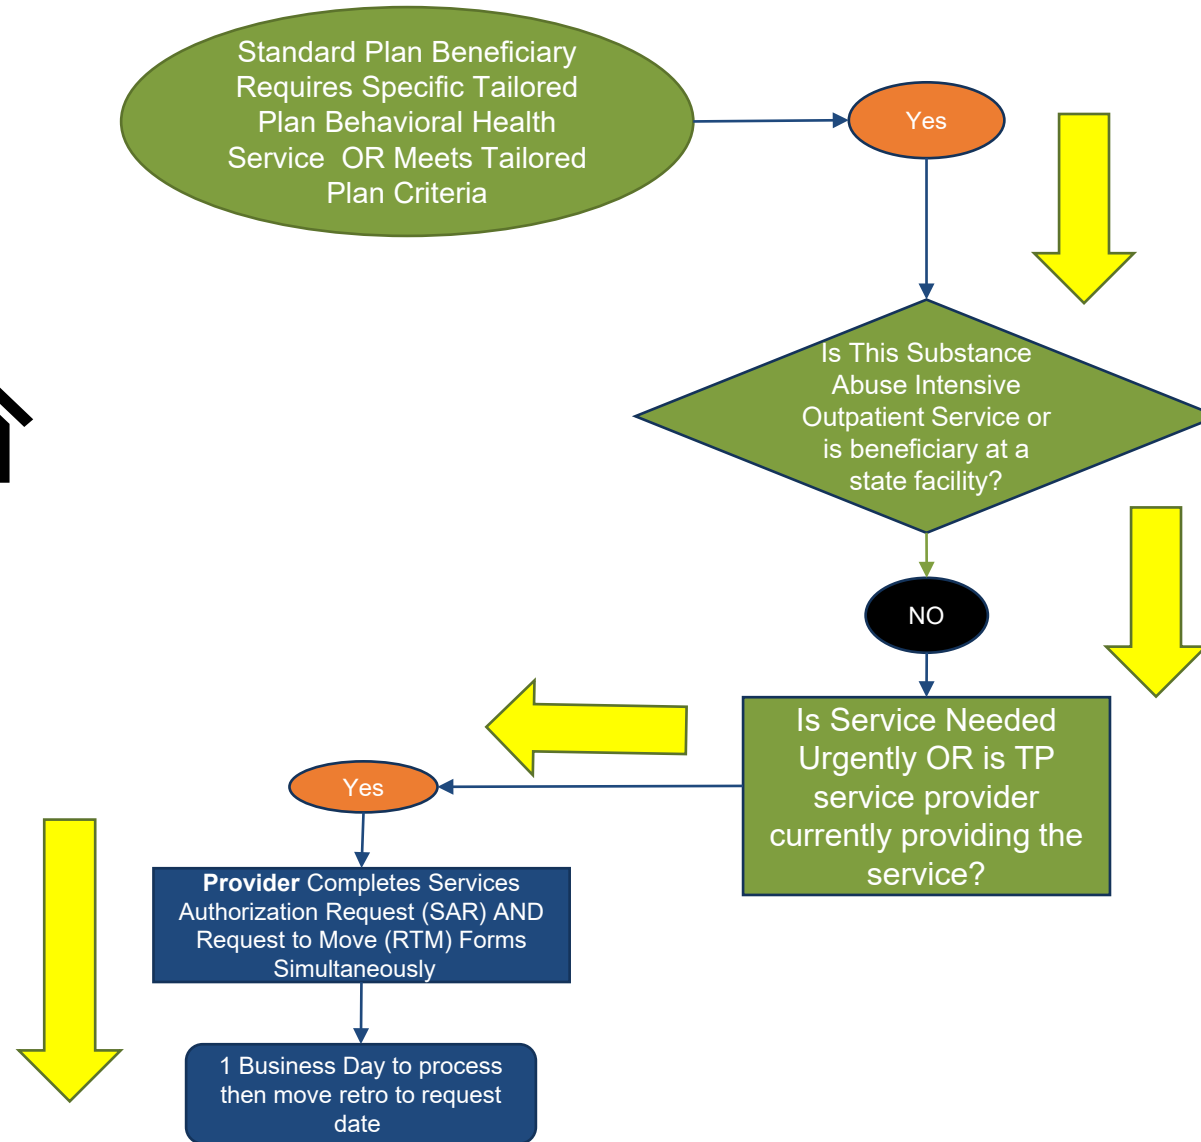 Standard Plan Beneficiary
Requires Specific Tailored
Plan Behavioral Health
Service OR Meets Tailored
Plan Criteria
Yes
Is This Substance
Abuse Intensive
Outpatient Service or
is beneficiary at a
state facility?
NO
Is Service Needed
Urgently OR is TP
service provider
currently providing the
service?
Yes
Provider Completes Services
Authorization Request (SAR) AND
Request to Move (RTM) Forms
Simultaneously
1 Business Day to process
then move retro to request
date